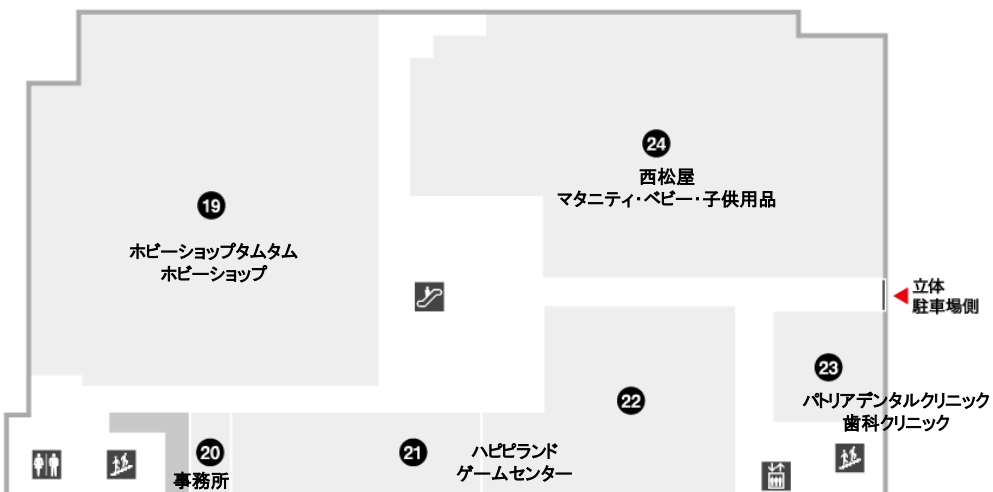 24
西松屋
マタニティ・ベビー・子供用品
19
ホビーショップタムタム
ホビーショップ
立体
駐車場側
23
パトリアデンタルクリニック
歯科クリニック
22
21
ハピピランド
ゲームセンター
20
事務所